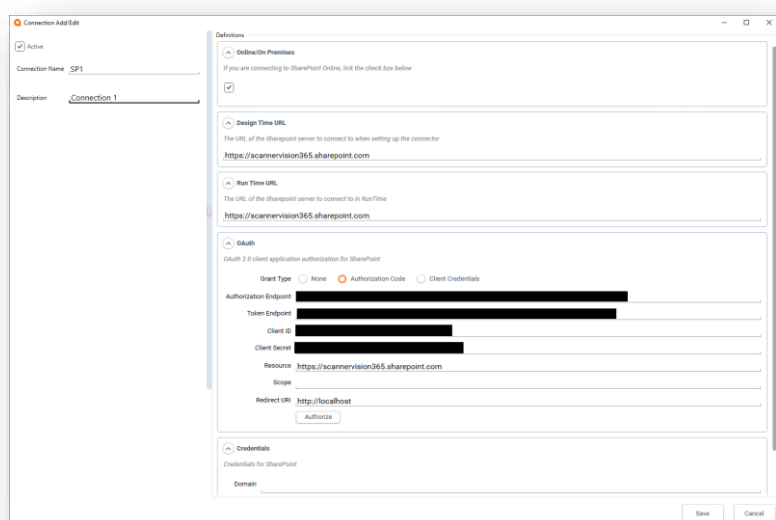 Connection Add/Edit
Active
Connection Name SP1
Description Connection 1
Definitions
Online/On Premises
If you are connecting to SharePoint Online, tick the check box below
Design Time URL
The URL of the Sharepoint server to connect to when setting up the connector
https://scannervision365.sharepoint.com
Run Time URL
The URL of the Sharepoint server to connect to in RunTime
https://scannervision365.sharepoint.com
OAuth
OAuth 2.0 client application authorization for SharePoint
Grant Type None Authorization Code Client Credentials
Authorization Endpoint
Token Endpoint
Client ID
Client Secret
Resource https://scannervision365.sharepoint.com
Scope
Redirect URI http://localhost
Authorize
Credentials
Credentials for SharePoint
Domain
Save Cancel